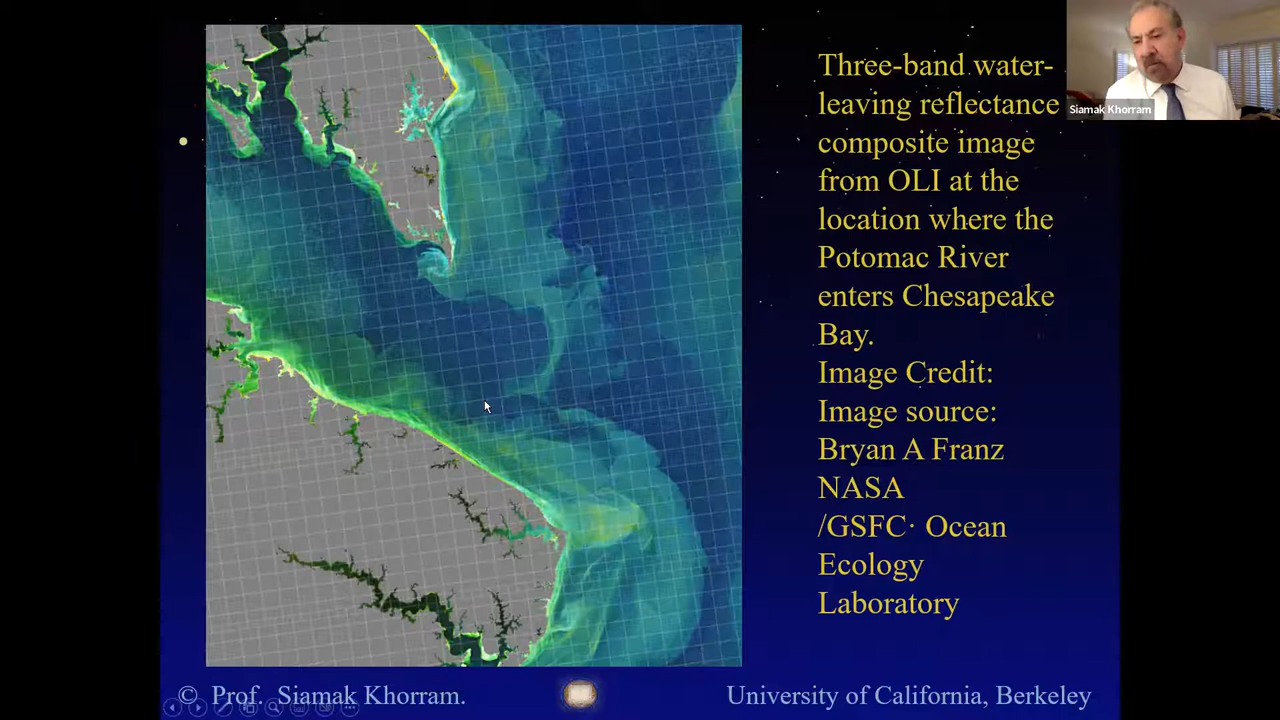 Three-band water-
leaving reflectance
composite image
from OLI at the
location where the
Potomac River
enters Chesapeake
Bay.
Image Credit:
Image source:
Bryan A Franz
NASA
/GSFC· Ocean
Ecology
Laboratory
Siamak Khorram
© Prof. Siamak Khorram.
University of California, Berkeley